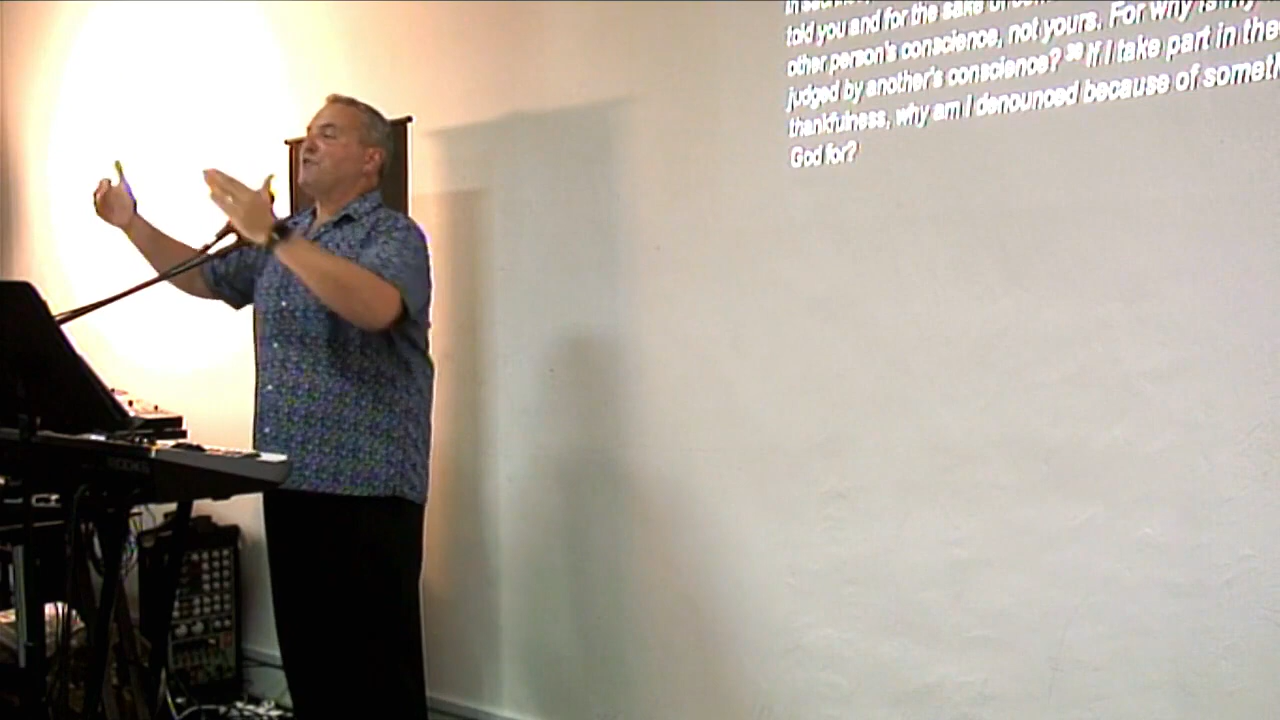 told you and for the sake of
other person's conscience, not yours. For why is my
judged by another's conscience? 30 If I take part in the
thankfulness, why am I denounced because of someth
God for?